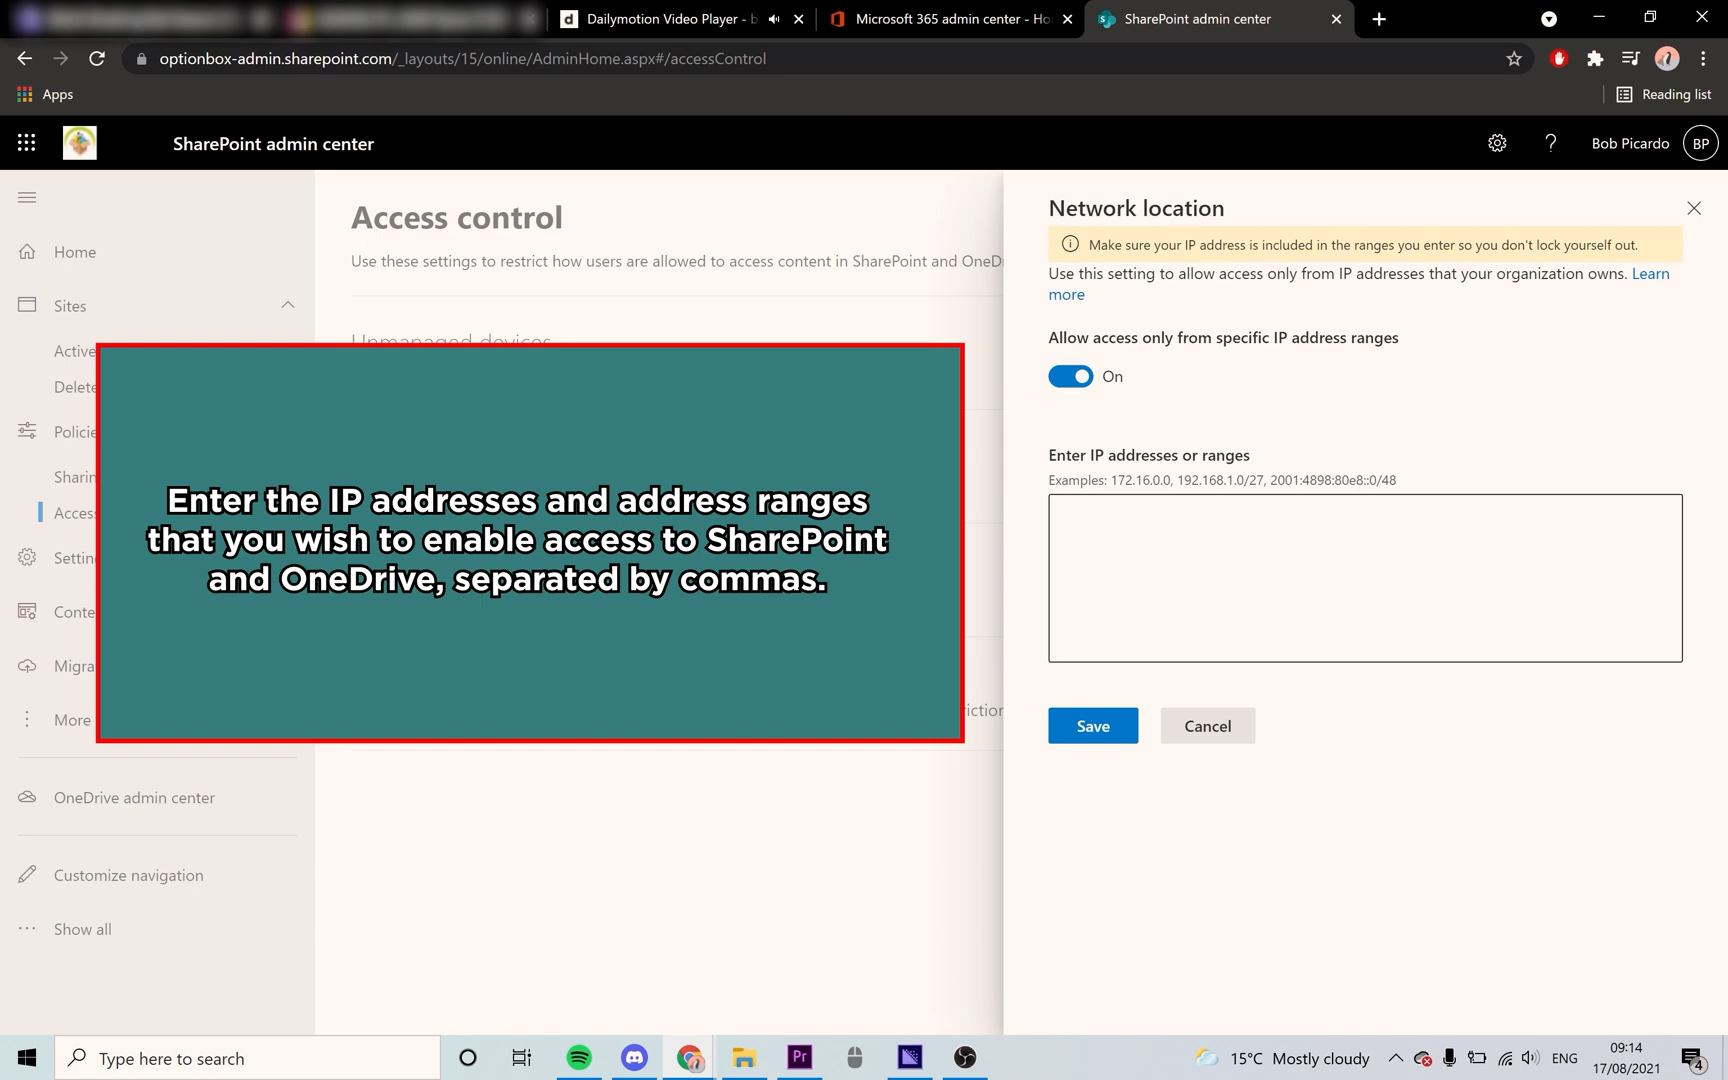 Dailymotion Video Player - b
Microsoft 365 admin center - Ho
SharePoint admin center
optionbox-admin.sharepoint.com/_layouts/15/online/AdminHome.aspx#/accessControl
Apps
Reading list
SharePoint admin center
Bob Picardo
BP
Home
Sites
Active
Delete
Policie
Sharin
Access
Settin
Conte
Migra
More
OneDrive admin center
Customize navigation
Show all
Access control
Use these settings to restrict how users are allowed to access content in SharePoint and OneD
Unmanaged devices
iction
Enter the IP addresses and address ranges
that you wish to enable access to SharePoint
and OneDrive, separated by commas.
Network location
Make sure your IP address is included in the ranges you enter so you don't lock yourself out.
Use this setting to allow access only from IP addresses that your organization owns. Learn
more
Allow access only from specific IP address ranges
On
Enter IP addresses or ranges
Examples: 172.16.0.0, 192.168.1.0/27, 2001:4898:80e8::0/48
Save
Cancel
Type here to search
Pr
15°C Mostly cloudy
ENG
09:14
17/08/2021
4